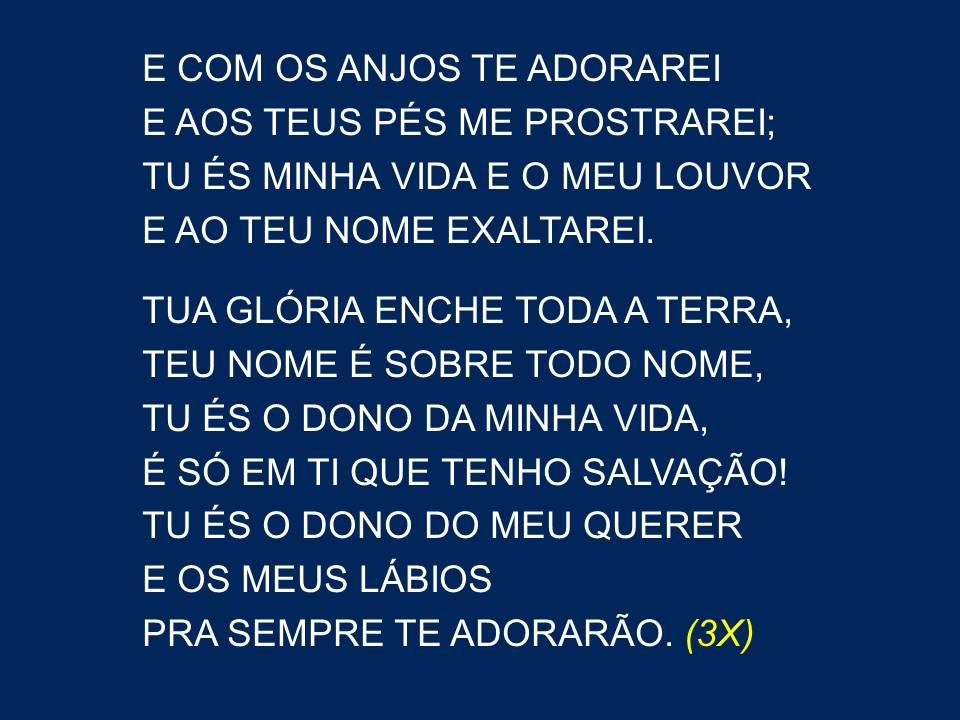 E COM OS ANJOS TE ADORAREI
E AOS TEUS PÉS ME PROSTRAREI;
TU ÉS MINHA VIDA E O MEU LOUVOR
E AO TEU NOME EXALTAREI.
TUA GLÓRIA ENCHE TODA A TERRA,
TEU NOME É SOBRE TODO NOME,
TU ÉS O DONO DA MINHA VIDA,
É SÓ EM TI QUE TENHO SALVAÇÃO!
TU ÉS O DONO DO MEU QUERER
E OS MEUS LÁBIOS
PRA SEMPRE TE ADORARÃO. (3X)